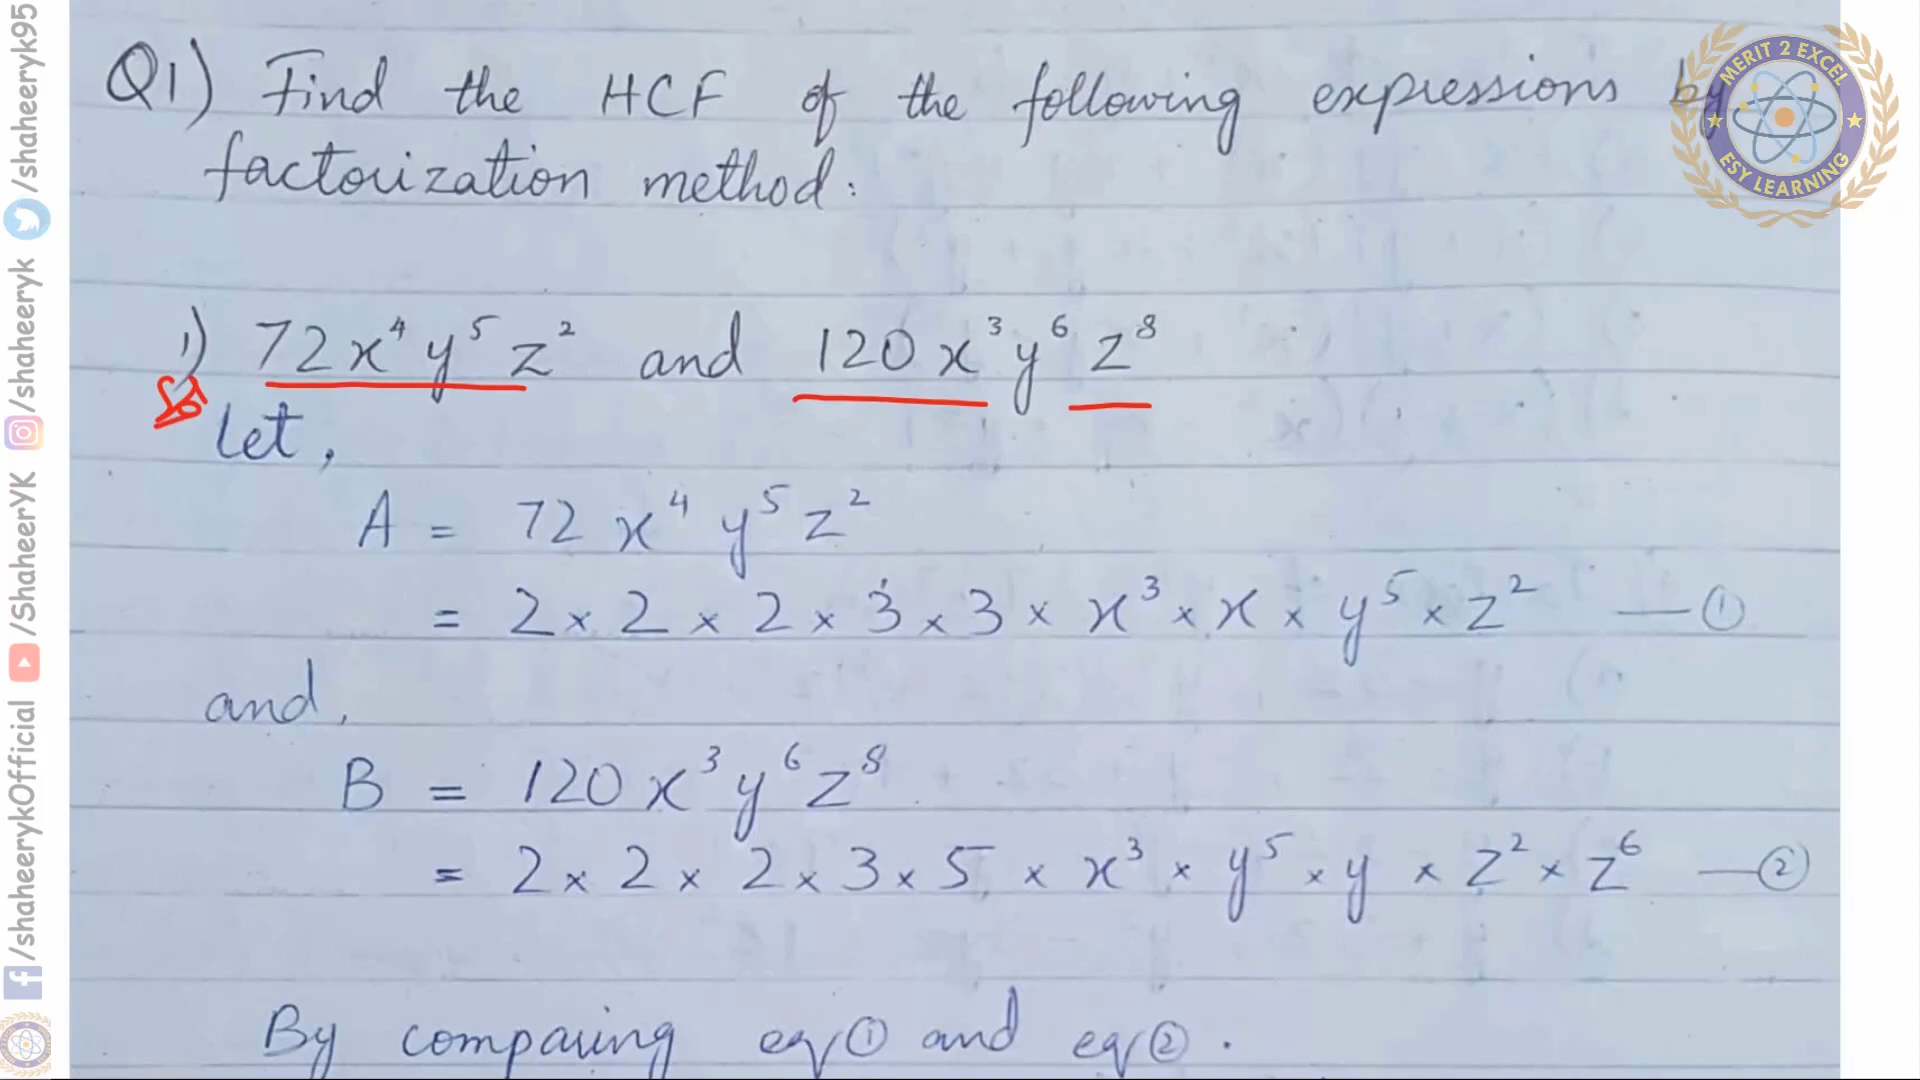 Q1) Find the HCF of the following expressions by
factorization method:
1) 72x⁴y⁵z² and 120x³y⁶z⁸
Sol
Let,
A = 72x⁴y⁵z²
= 2 × 2 × 2 × 3 × 3 × x³ × x × y⁵ × z² —①
and,
B = 120x³y⁶z⁸
= 2 × 2 × 2 × 3 × 5 × x³ × y⁵ × y × z² × z⁶ —②
By comparing eq① and eq②.
MERIT 2 EXCEL
ESY LEARNING
/shaheerykOfficial /ShaheerYK /shaheeryk /shaheeryk95